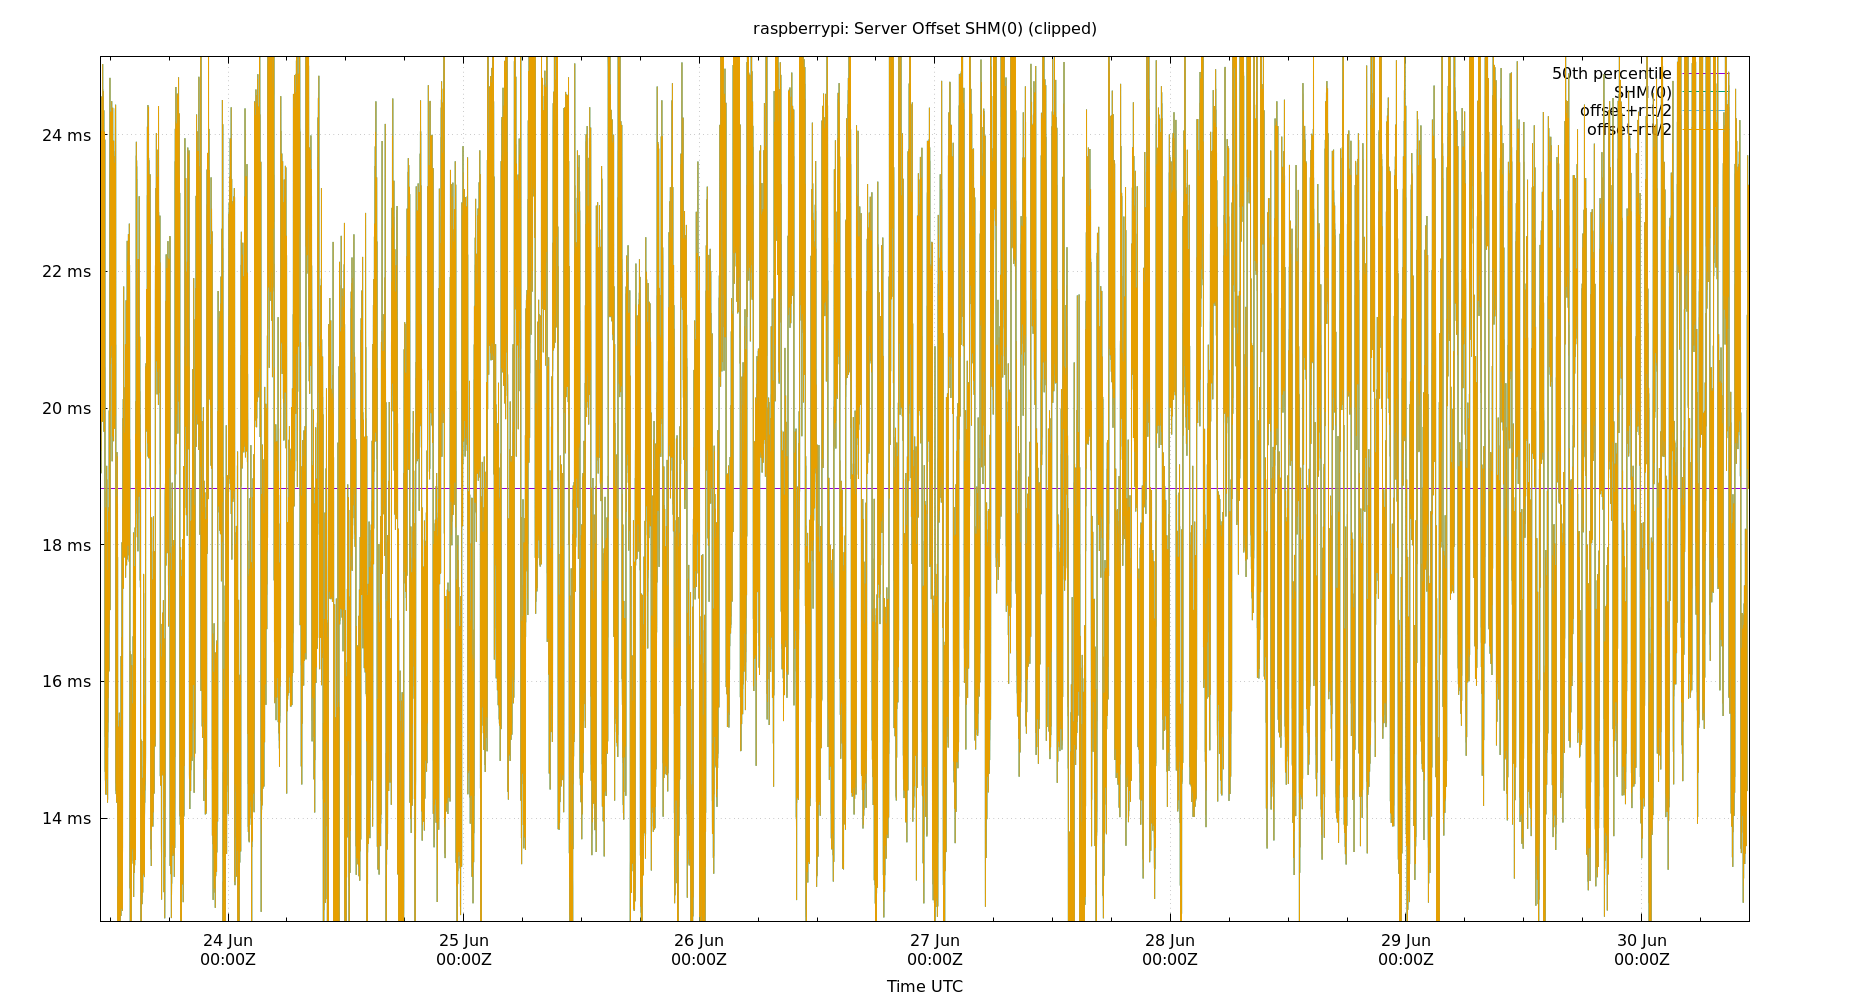 raspberrypi: Server Offset SHM(0) (clipped)
50th percentile
SHM(0)
offset+rtt/2
offset-rtt/2
24 ms
22 ms
20 ms
18 ms
16 ms
14 ms
24 Jun 25 Jun 26 Jun 27 Jun 28 Jun 29 Jun 30 Jun
00:00Z 00:00Z 00:00Z 00:00Z 00:00Z 00:00Z 00:00Z
Time UTC